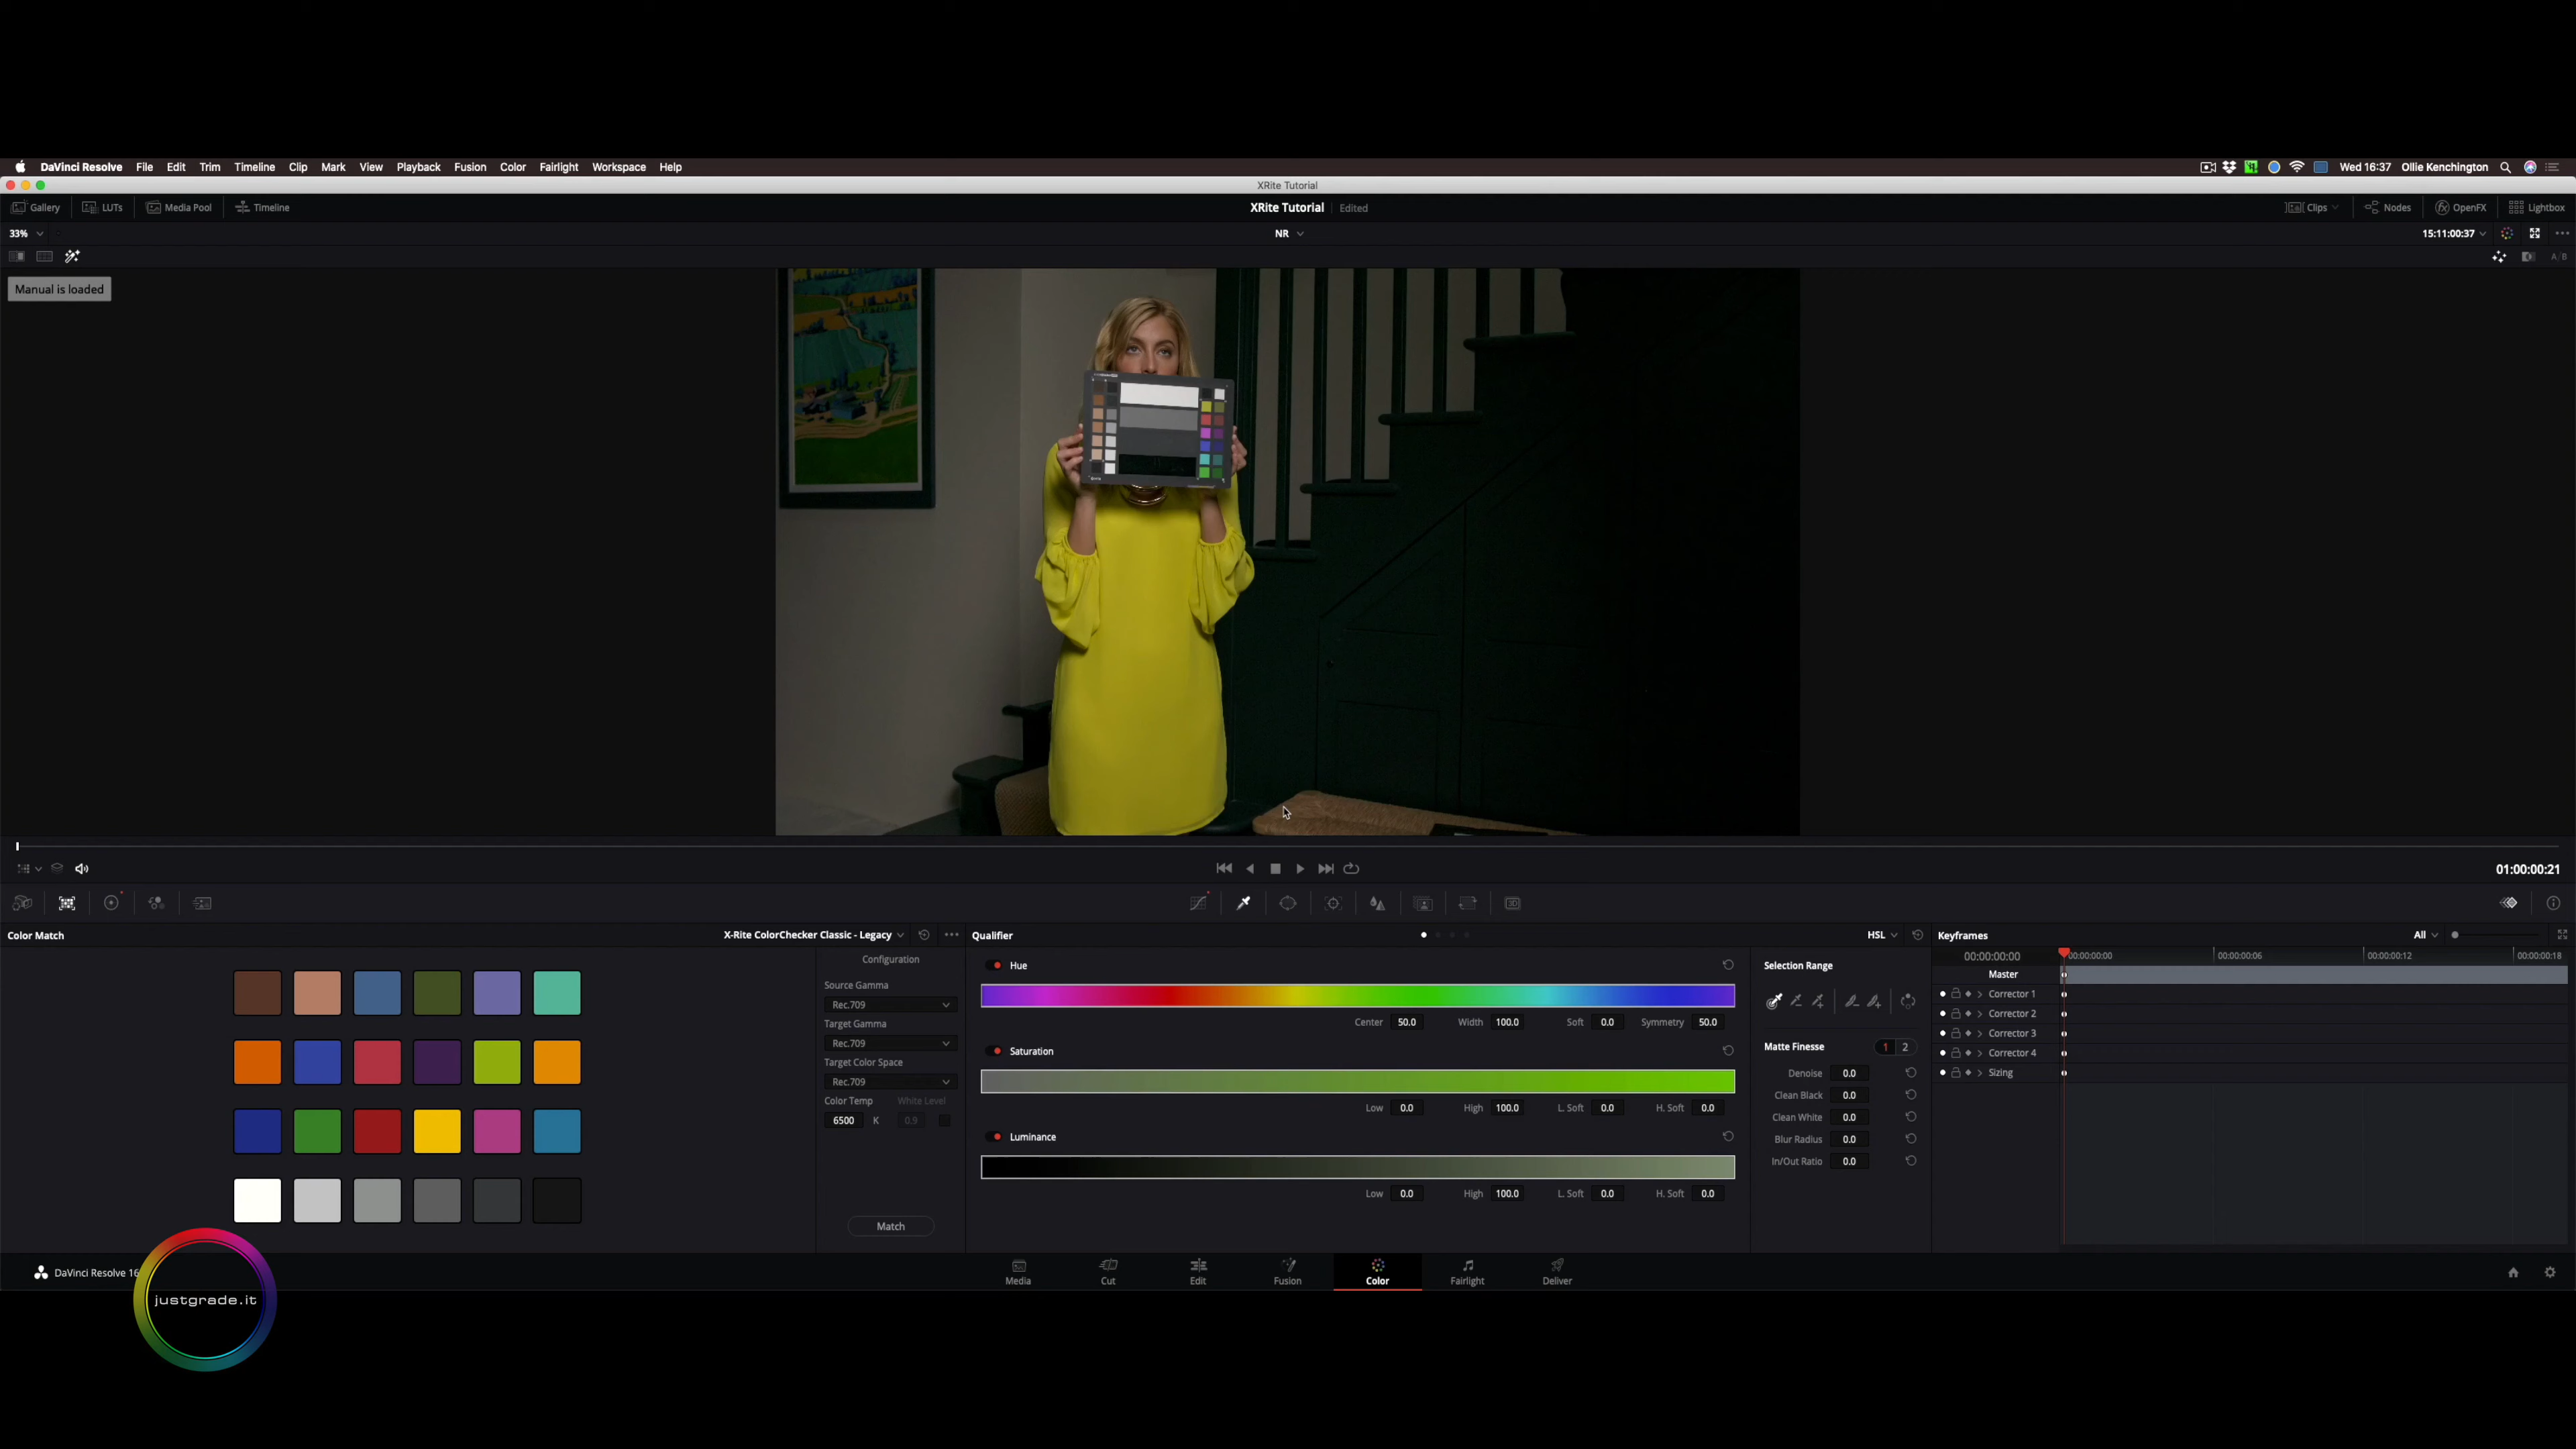 DaVinci Resolve File Edit Trim Timeline Clip Mark View Playback Fusion Color Fairlight Workspace Help Wed 16:37 Ollie Kenchington
XRite Tutorial
Gallery LUTs Media Pool Timeline XRite Tutorial Edited Clips Nodes OpenFX Lightbox
33% NR 15:11:00:37
A/B
Manual is loaded
01:00:00:21
3D
Color Match X-Rite ColorChecker Classic - Legacy Qualifier HSL Keyframes All
Configuration
Source Gamma
Rec.709
Target Gamma
Rec.709
Target Color Space
Rec.709
Color Temp White Level
6500 K 0.9
Match
Hue
Center 50.0 Width 100.0 Soft 0.0 Symmetry 50.0
Saturation
Low 0.0 High 100.0 L. Soft 0.0 H. Soft 0.0
Luminance
Low 0.0 High 100.0 L. Soft 0.0 H. Soft 0.0
Selection Range
Matte Finesse 1 2
Denoise 0.0
Clean Black 0.0
Clean White 0.0
Blur Radius 0.0
In/Out Ratio 0.0
00:00:00:00 00:00:00:00 00:00:00:06 00:00:00:12 00:00:00:18
Master
Corrector 1
Corrector 2
Corrector 3
Corrector 4
Sizing
DaVinci Resolve 16
Media Cut Edit Fusion Color Fairlight Deliver
justgrade.it